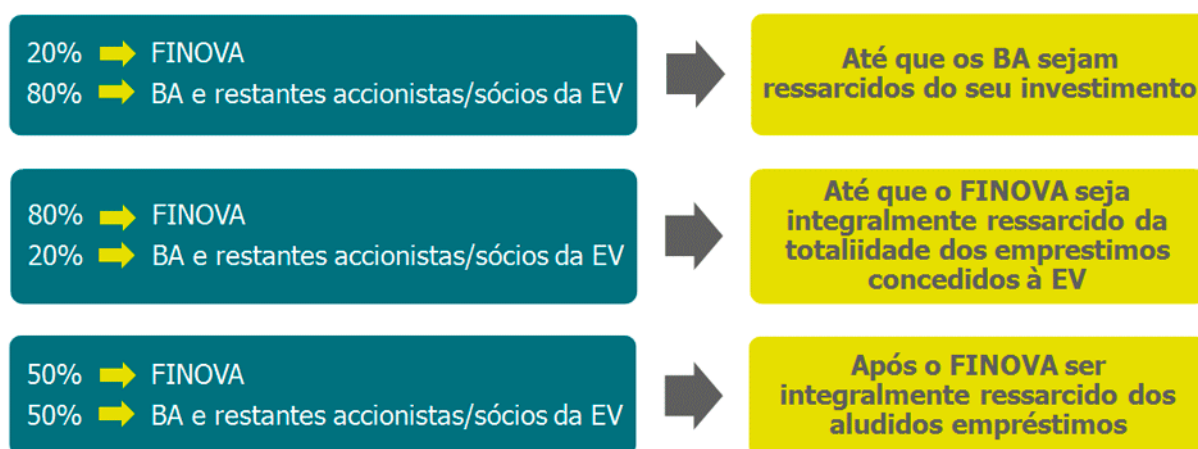 20% FINOVA
80% BA e restantes accionistas/sócios da EV
Até que os BA sejam
ressarcidos do seu investimento
80% FINOVA
20% BA e restantes accionistas/sócios da EV
Até que o FINOVA seja
integralmente ressarcido da
totaliidade dos emprestimos
concedidos à EV
50% FINOVA
50% BA e restantes accionistas/sócios da EV
Após o FINOVA ser
integralmente ressarcido dos
aludidos empréstimos